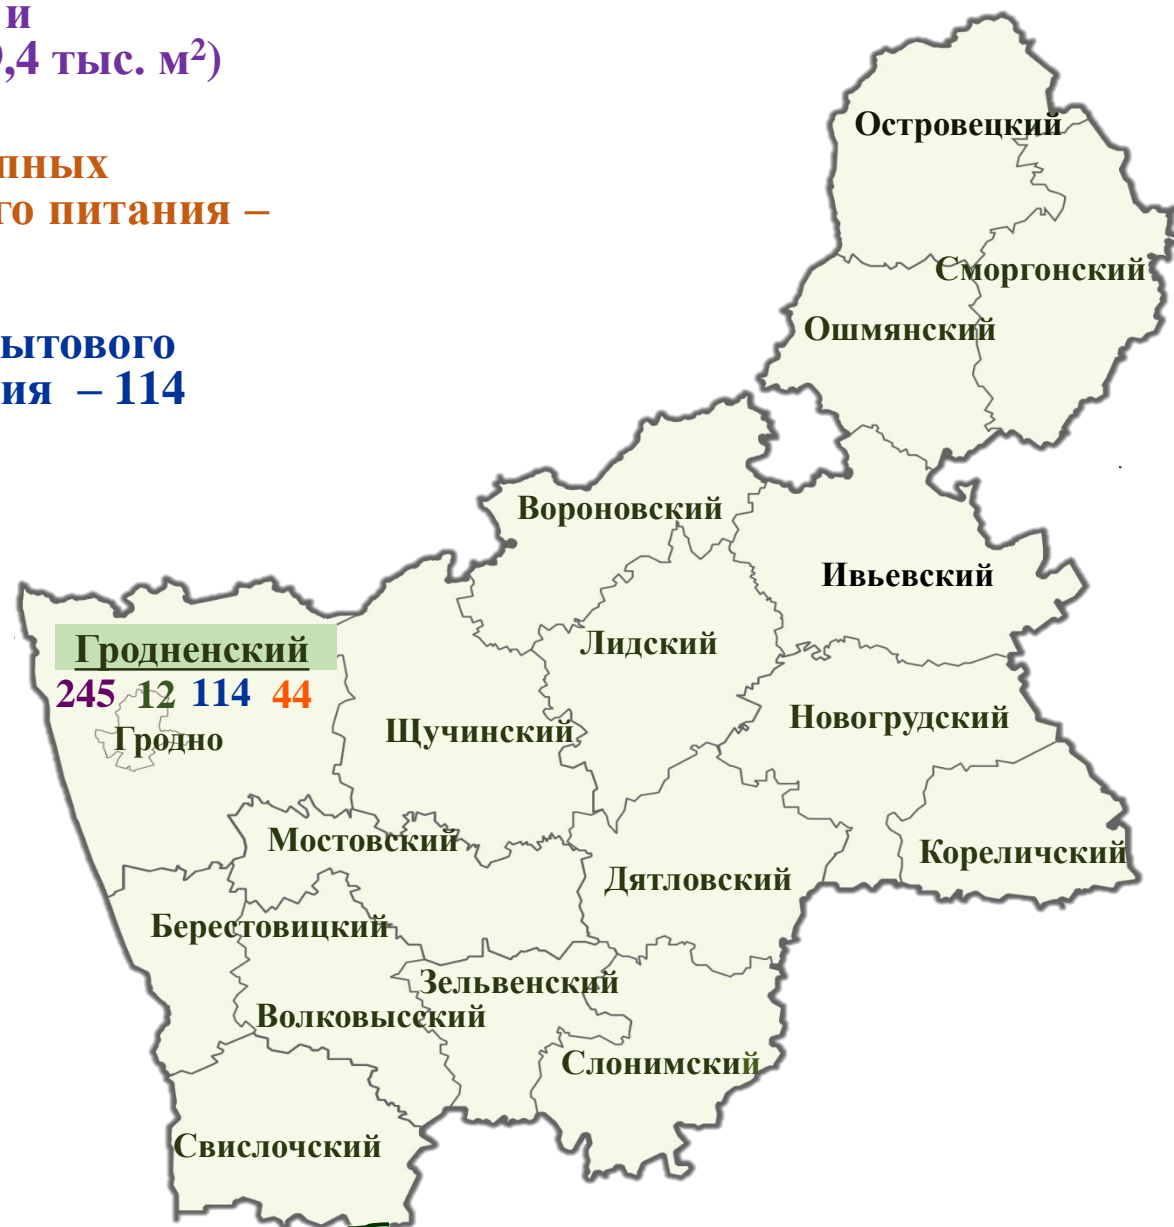 и
9,4 тыс. м²)
пных
го питания –
ытового
ия – 114
Островецкий
Сморгонский
Ошмянский
Вороновский
Ивьевский
Лидский
Гродненский
245 12 114 44
Гродно
Щучинский
Новогрудский
Мостовский
Кореличский
Дятловский
Берестовицкий
Зельвенский
Волковысский
Слонимский
Свислочский